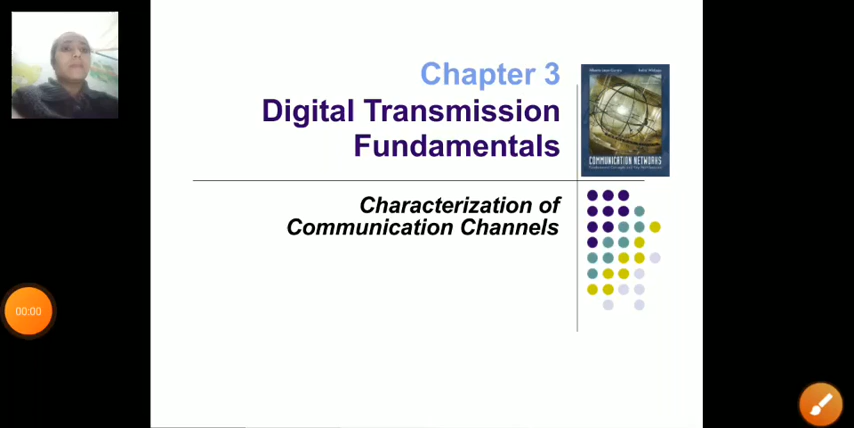 Chapter 3
Digital Transmission
Fundamentals
COMMUNICATION NETWORKS
Characterization of
Communication Channels
00:00